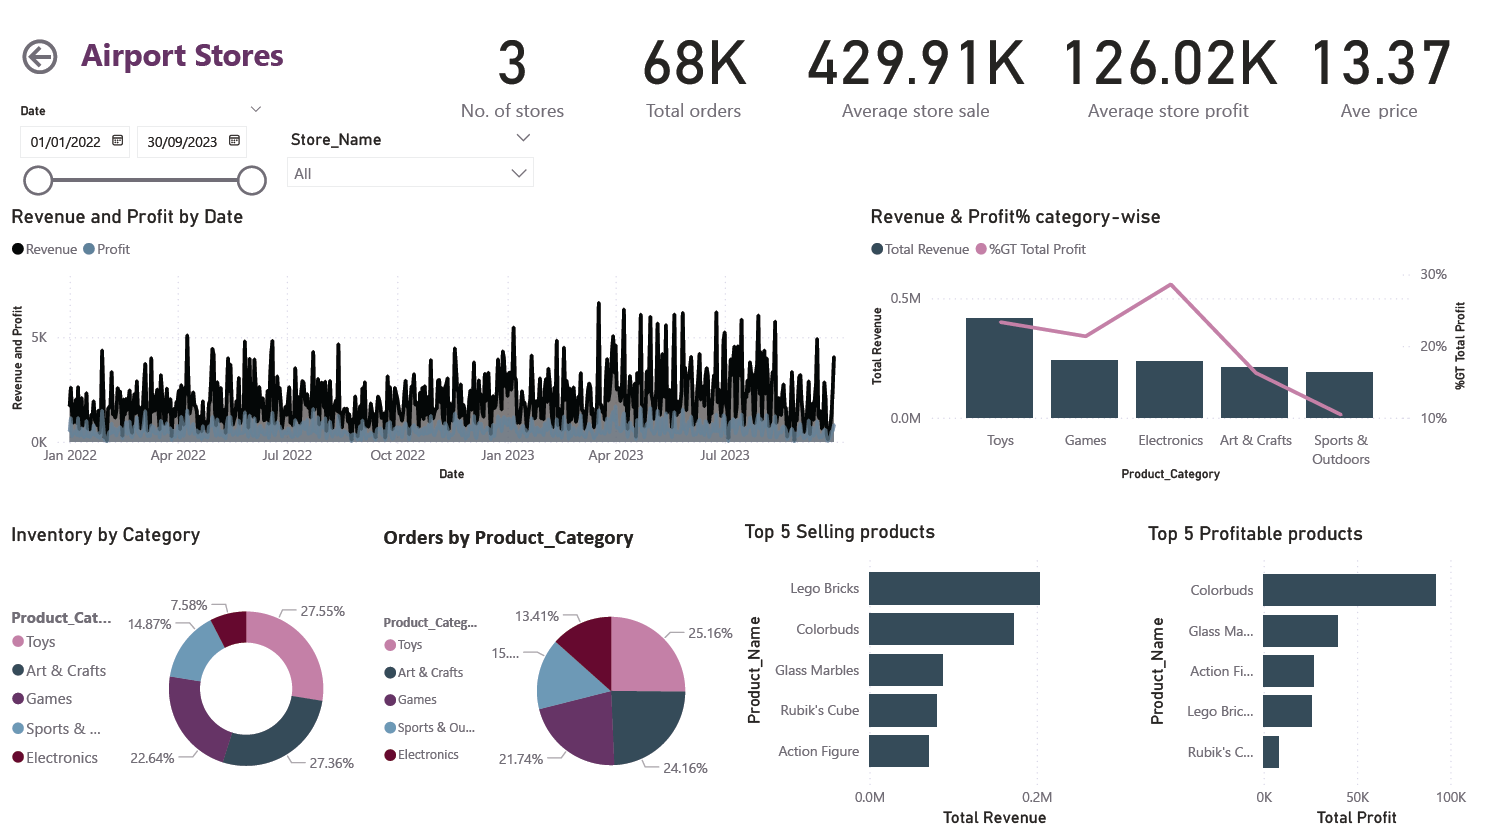 Airport Stores
3
No. of stores
68K
Total orders
429.91K
Average store sale
126.02K
Average store profit
13.37
Ave price
Date
01/01/2022
30/09/2023
Store_Name
All
Revenue and Profit by Date
Revenue Profit
Revenue and Profit
5K
0K
Jan 2022 Apr 2022 Jul 2022 Oct 2022 Jan 2023 Apr 2023 Jul 2023
Date
Revenue & Profit% category-wise
Total Revenue %GT Total Profit
Total Revenue
0.5M
0.0M
30%
20%
10%
%GT Total Profit
Toys Games Electronics Art & Crafts Sports &
Outdoors
Product_Category
Inventory by Category
Product_Cat...
Toys
Art & Crafts
Games
Sports & ...
Electronics
7.58%
27.55%
14.87%
22.64%
27.36%
Orders by Product_Category
Product_Categ...
Toys
Art & Crafts
Games
Sports & Ou...
Electronics
13.41%
25.16%
15....
21.74%
24.16%
Top 5 Selling products
Product_Name
Lego Bricks
Colorbuds
Glass Marbles
Rubik's Cube
Action Figure
0.0M 0.2M
Total Revenue
Top 5 Profitable products
Product_Name
Colorbuds
Glass Ma...
Action Fi...
Lego Bric...
Rubik's C...
0K 50K 100K
Total Profit